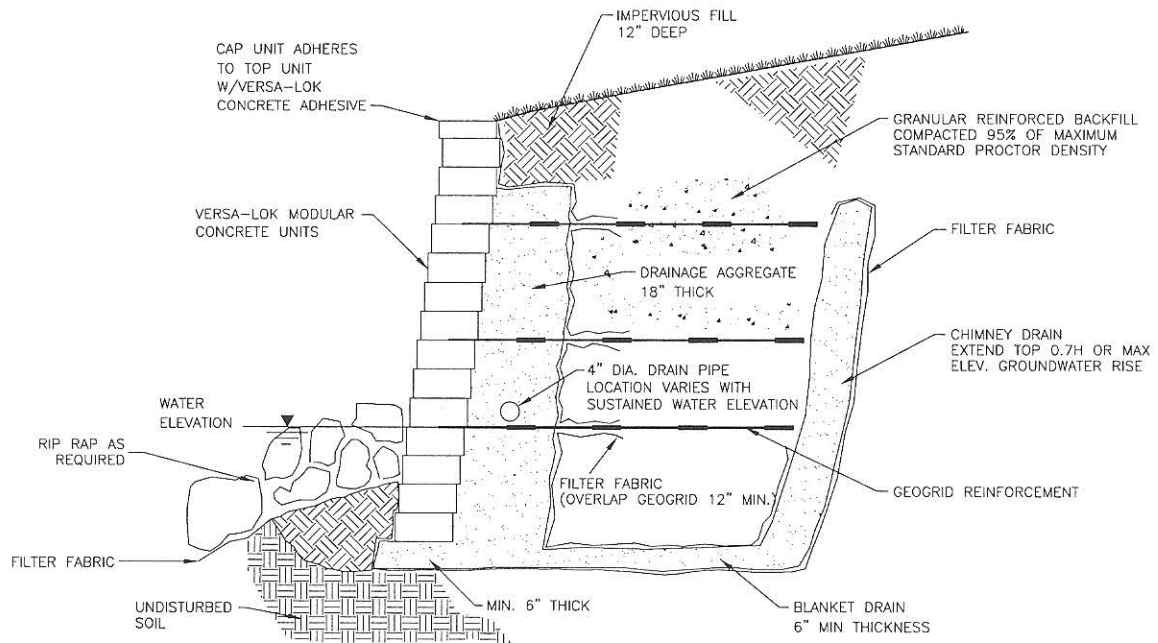 IMPERVIOUS FILL
12" DEEP
CAP UNIT ADHERES
TO TOP UNIT
W/VERSA-LOK
CONCRETE ADHESIVE
GRANULAR REINFORCED BACKFILL
COMPACTED 95% OF MAXIMUM
STANDARD PROCTOR DENSITY
VERSA-LOK MODULAR
CONCRETE UNITS
FILTER FABRIC
DRAINAGE AGGREGATE
18" THICK
CHIMNEY DRAIN
EXTEND TOP 0.7H OR MAX
ELEV. GROUNDWATER RISE
4" DIA. DRAIN PIPE
LOCATION VARIES WITH
SUSTAINED WATER ELEVATION
WATER
ELEVATION
RIP RAP AS
REQUIRED
FILTER FABRIC
(OVERLAP GEOGRID 12" MIN.)
GEOGRID REINFORCEMENT
FILTER FABRIC
UNDISTURBED
SOIL
MIN. 6" THICK
BLANKET DRAIN
6" MIN THICKNESS